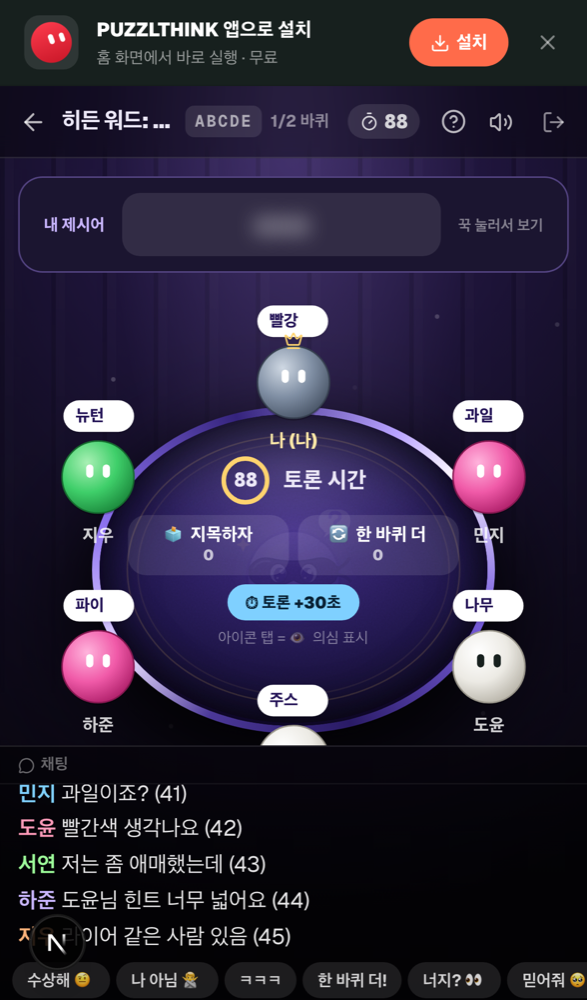 PUZZLTHINK 앱으로 설치
홈 화면에서 바로 실행 · 무료
설치
히든 워드: ...
ABCDE
1/2 바퀴
88
내 제시어
꾹 눌러서 보기
빨강
나 (나)
뉴턴
지우
과일
민지
88 토론 시간
지목하자
0
한 바퀴 더
0
토론 +30초
아이콘 탭 = 의심 표시
파이
하준
나무
도윤
주스
채팅
민지 과일이죠? (41)
도윤 빨간색 생각나요 (42)
서연 저는 좀 애매했는데 (43)
하준 도윤님 힌트 너무 넓어요 (44)
지우 라이어 같은 사람 있음 (45)
N
수상해
나 아님
ㅋㅋㅋ
한 바퀴 더!
너지?
믿어줘